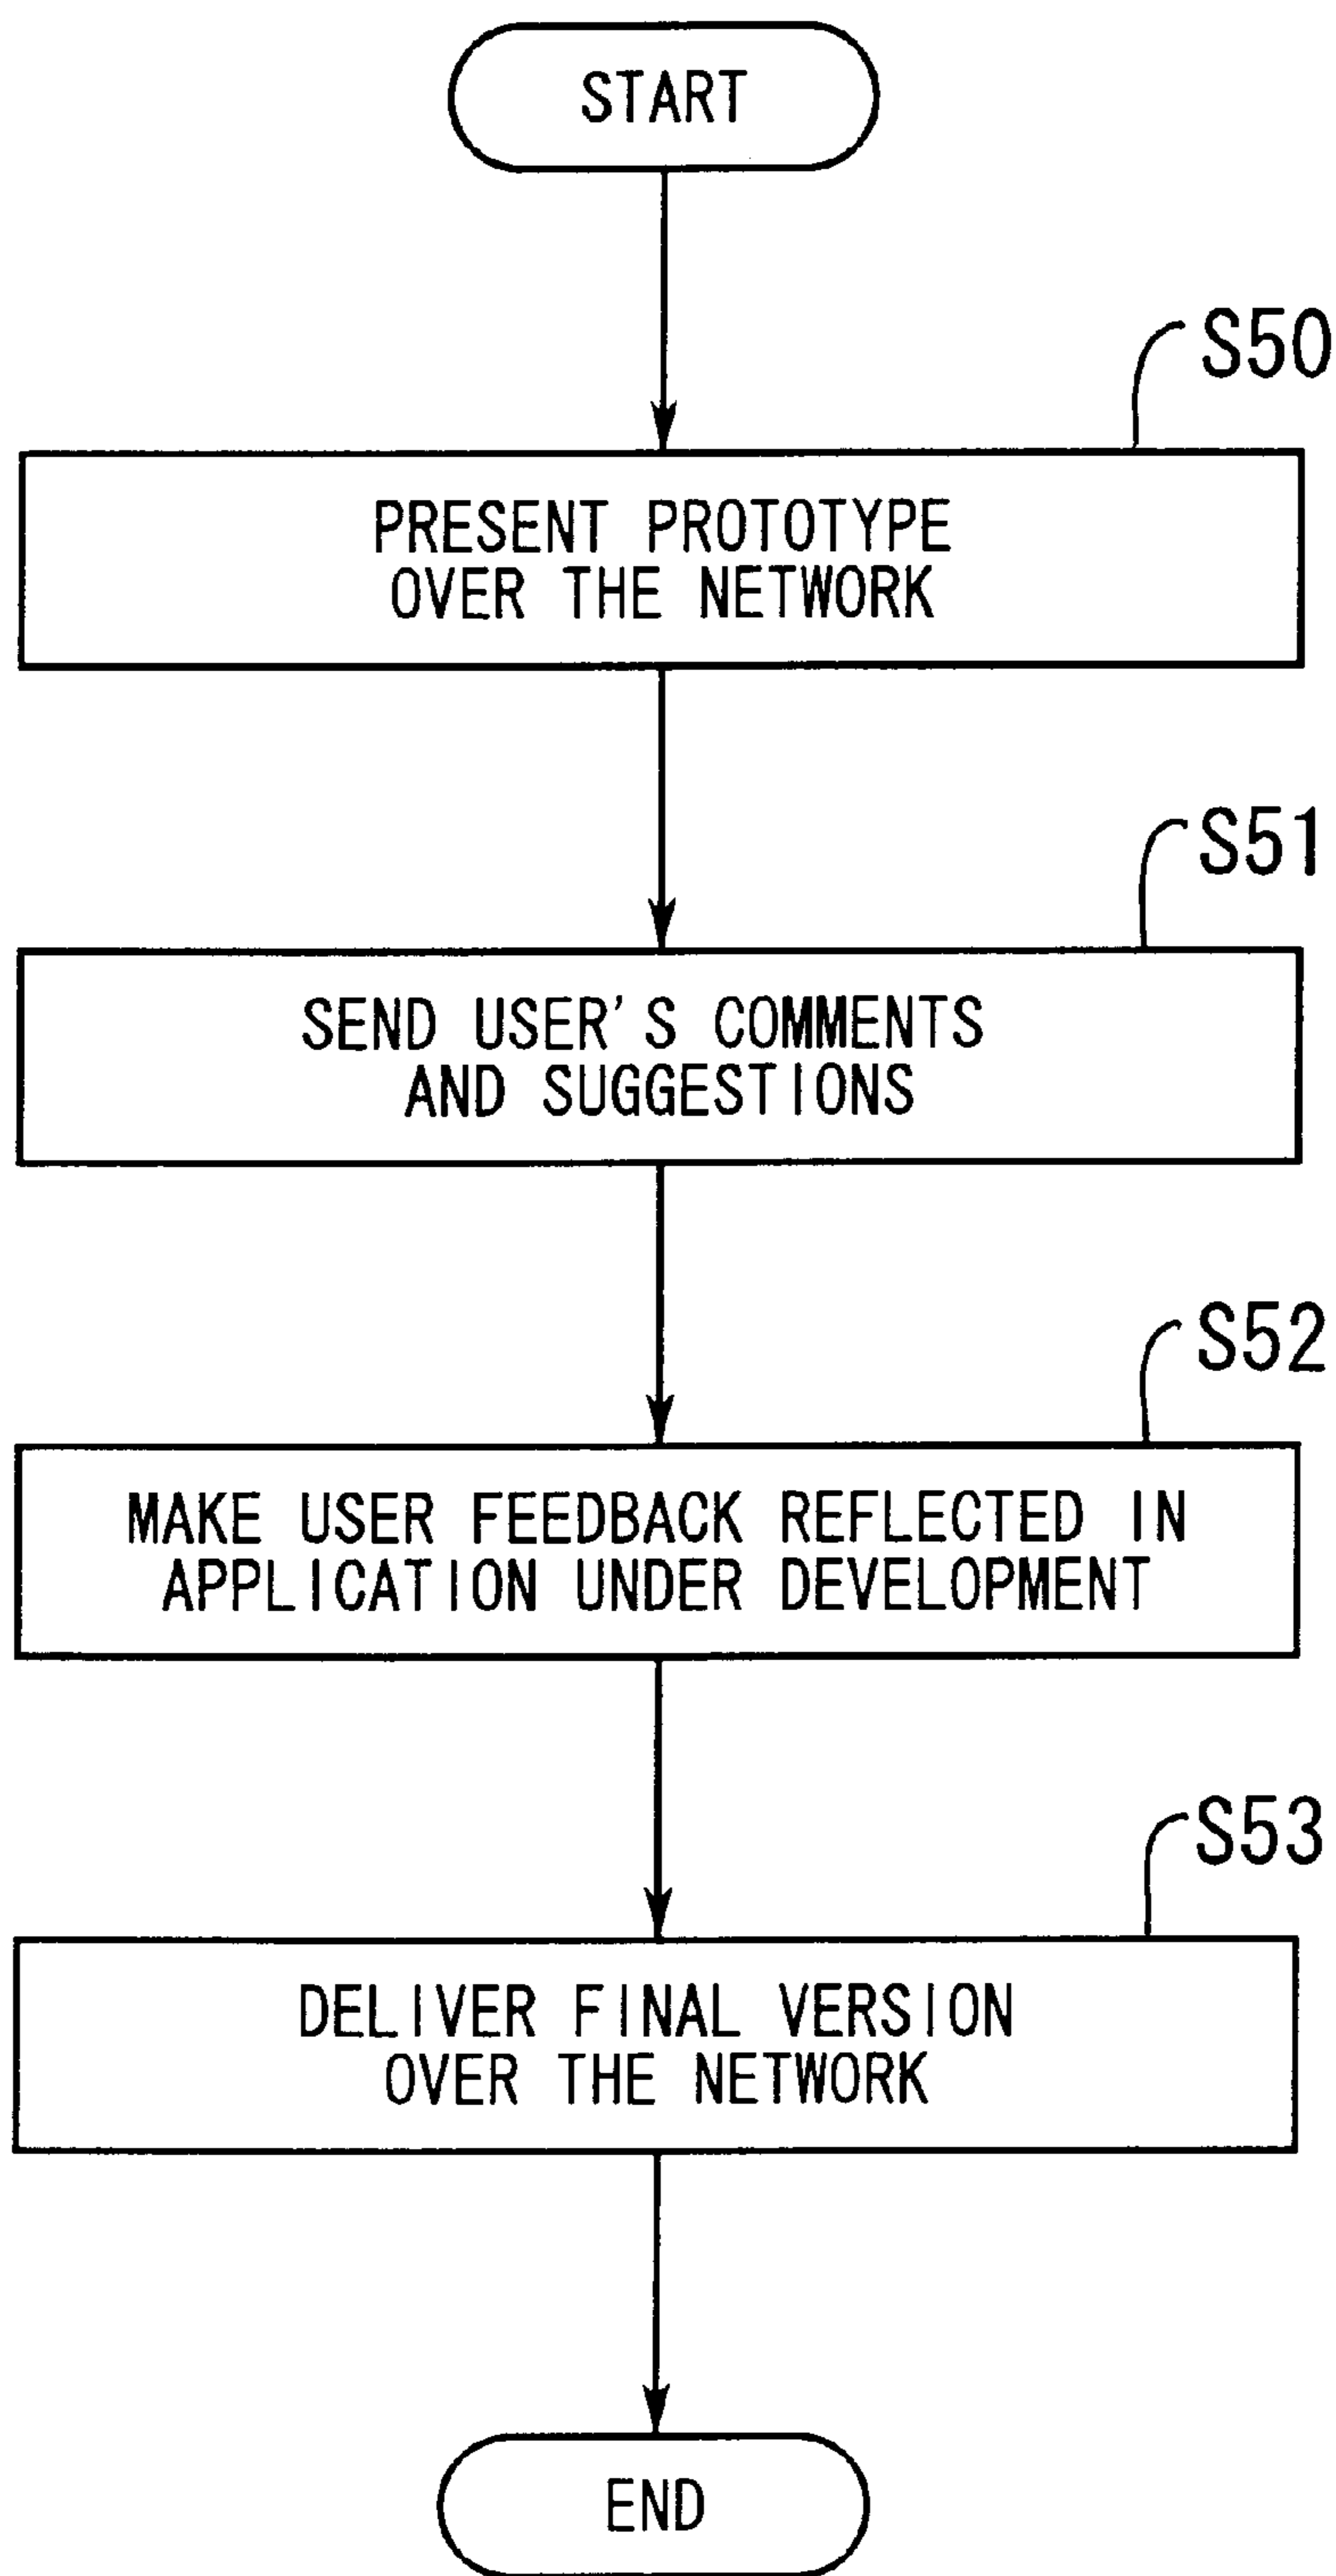 START
S50
PRESENT PROTOTYPE
OVER THE NETWORK
S51
SEND USER'S COMMENTS
AND SUGGESTIONS
S52
MAKE USER FEEDBACK REFLECTED IN
APPLICATION UNDER DEVELOPMENT
S53
DELIVER FINAL VERSION
OVER THE NETWORK
END